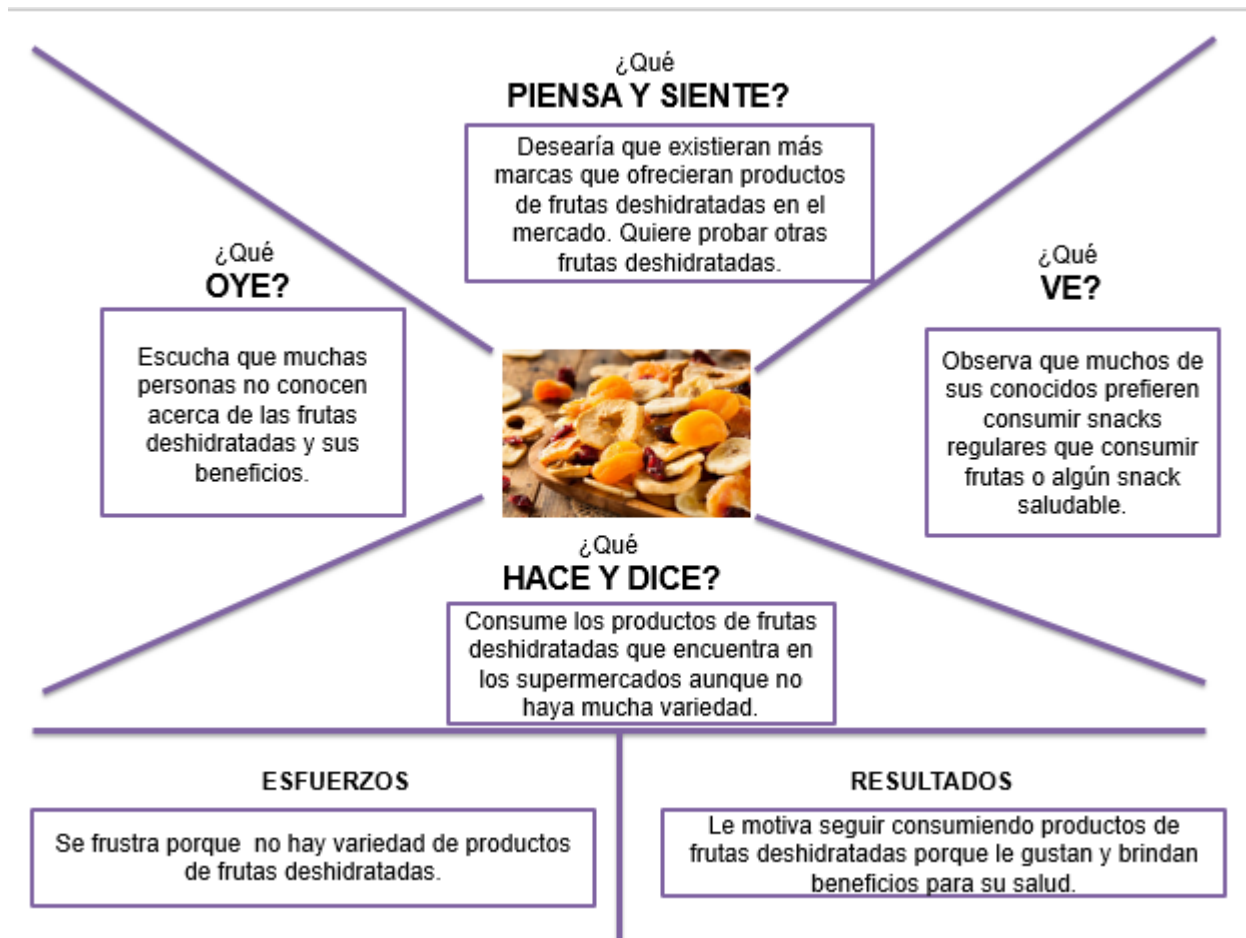 ¿Qué
PIENSA Y SIENTE?
Desearía que existieran más
marcas que ofrecieran productos
de frutas deshidratadas en el
mercado. Quiere probar otras
frutas deshidratadas.
¿Qué
OYE?
Escucha que muchas
personas no conocen
acerca de las frutas
deshidratadas y sus
beneficios.
¿Qué
VE?
Observa que muchos de
sus conocidos prefieren
consumir snacks
regulares que consumir
frutas o algún snack
saludable.
¿Qué
HACE Y DICE?
Consume los productos de frutas
deshidratadas que encuentra en
los supermercados aunque no
haya mucha variedad.
ESFUERZOS
Se frustra porque no hay variedad de productos
de frutas deshidratadas.
RESULTADOS
Le motiva seguir consumiendo productos de
frutas deshidratadas porque le gustan y brindan
beneficios para su salud.